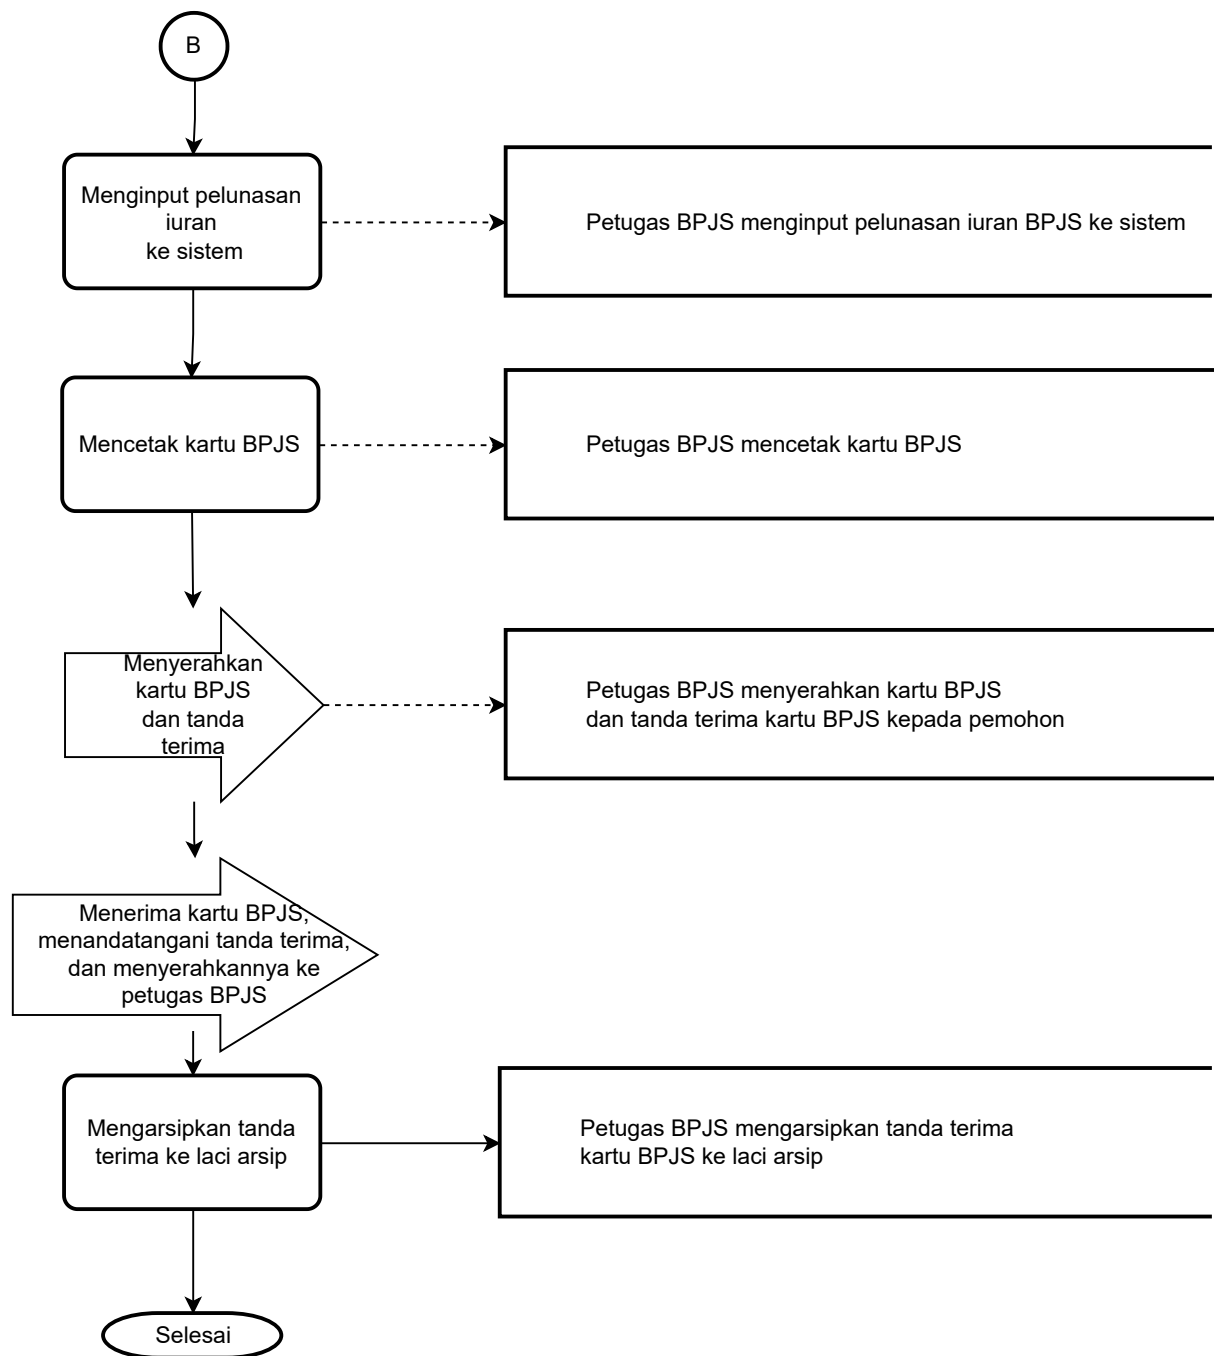 B
Menginput pelunasan
iuran
ke sistem
Petugas BPJS menginput pelunasan iuran BPJS ke sistem
Mencetak kartu BPJS
Petugas BPJS mencetak kartu BPJS
Menyerahkan
kartu BPJS
dan tanda
terima
Petugas BPJS menyerahkan kartu BPJS
dan tanda terima kartu BPJS kepada pemohon
Menerima kartu BPJS,
menandatangani tanda terima,
dan menyerahkannya ke
petugas BPJS
Mengarsipkan tanda
terima ke laci arsip
Petugas BPJS mengarsipkan tanda terima
kartu BPJS ke laci arsip
Selesai